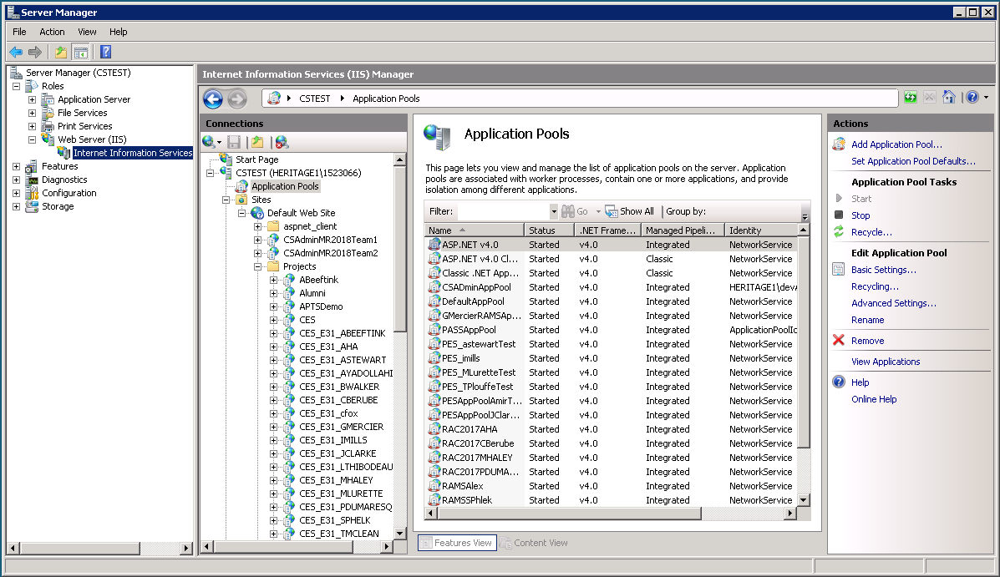 Server Manager
File Action View Help
Server Manager (CSTEST)
Roles
Application Server
File Services
Print Services
Web Server (IIS)
Internet Information Services
Features
Diagnostics
Configuration
Storage
Internet Information Services (IIS) Manager
CSTEST Application Pools
Connections
Start Page
CSTEST (HERITAGE1\1523066)
Application Pools
Sites
Default Web Site
aspnet_client
CSAdminMR2018Team1
CSAdminMR2018Team2
Projects
ABeeftink
Alumni
APTSDemo
CES
CES_E31_ABEEFTINK
CES_E31_AHA
CES_E31_ASTEWART
CES_E31_AYADOLLAHI
CES_E31_BWALKER
CES_E31_CBERUBE
CES_E31_cfox
CES_E31_GMERCIER
CES_E31_IMILLS
CES_E31_JCLARKE
CES_E31_LTHIBODEAU
CES_E31_MHALEY
CES_E31_MLURETTE
CES_E31_PDUMARESQ
CES_E31_SPHELK
CES_E31_TMCLEAN
Application Pools
This page lets you view and manage the list of application pools on the server. Application
pools are associated with worker processes, contain one or more applications, and provide
isolation among different applications.
Filter: Go Show All Group by:
Name Status .NET Frame... Managed Pipeli... Identity
ASP.NET v4.0 Started v4.0 Integrated NetworkService
ASP.NET v4.0 Cl... Started v4.0 Classic NetworkService
Classic .NET App... Started v4.0 Classic NetworkService
CSADminAppPool Started v4.0 Integrated HERITAGE1\dev
DefaultAppPool Started v4.0 Integrated NetworkService
GMercierRAMSAp... Started v4.0 Integrated NetworkService
PASSAppPool Started v4.0 Integrated ApplicationPoolId
PES_astewartTest Started v4.0 Integrated NetworkService
PES_imills Started v4.0 Integrated NetworkService
PES_MLuretteTest Started v4.0 Integrated NetworkService
PES_TPlouffeTest Started v4.0 Integrated NetworkService
PESAppPoolAmirT... Started v4.0 Integrated NetworkService
PESAppPoolJClar... Started v4.0 Integrated NetworkService
RAC2017AHA Started v4.0 Integrated NetworkService
RAC2017CBerube Started v4.0 Integrated NetworkService
RAC2017MHALEY Started v4.0 Integrated NetworkService
RAC2017PDUMA... Started v4.0 Integrated NetworkService
RAMSAlex Started v4.0 Integrated NetworkService
RAMSSPhlek Started v4.0 Integrated NetworkService
Features View Content View
Actions
Add Application Pool...
Set Application Pool Defaults...
Application Pool Tasks
Start
Stop
Recycle...
Edit Application Pool
Basic Settings...
Recycling...
Advanced Settings...
Rename
Remove
View Applications
Help
Online Help